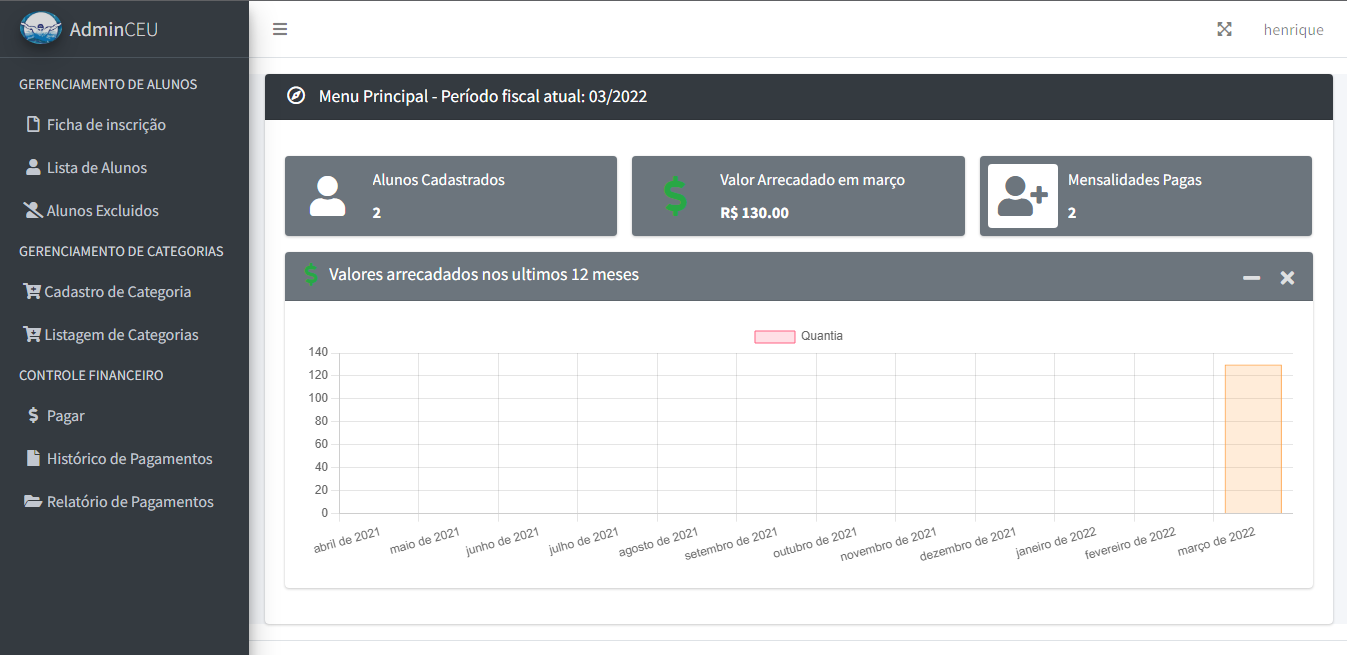 AdminCEU
henrique
GERENCIAMENTO DE ALUNOS
Ficha de inscrição
Lista de Alunos
Alunos Excluidos
GERENCIAMENTO DE CATEGORIAS
Cadastro de Categoria
Listagem de Categorias
CONTROLE FINANCEIRO
Pagar
Histórico de Pagamentos
Relatório de Pagamentos
Menu Principal - Período fiscal atual: 03/2022
Alunos Cadastrados
2
Valor Arrecadado em março
R$ 130.00
Mensalidades Pagas
2
Valores arrecadados nos ultimos 12 meses
Quantia
140
120
100
80
60
40
20
0
abril de 2021
maio de 2021
junho de 2021
julho de 2021
agosto de 2021
setembro de 2021
outubro de 2021
novembro de 2021
dezembro de 2021
janeiro de 2022
fevereiro de 2022
março de 2022